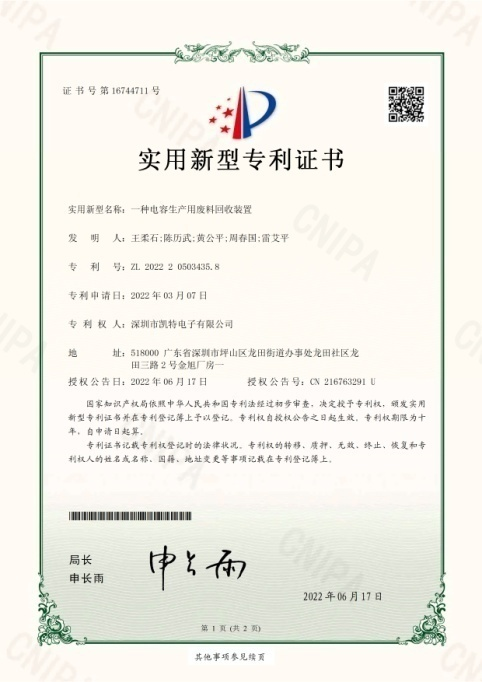 证书号第16744711号
实用新型专利证书
实用新型名称：一种电容生产用废料回收装置
发明人：王柔石;陈历武;黄公平;周春国;雷艾平
专利号：ZL 2022 2 0503435.8
专利申请日：2022年03月07日
专利权人：深圳市凯特电子有限公司
地址：518000 广东省深圳市坪山区龙田街道办事处龙田社区龙
田三路2号金旭厂房一
授权公告日：2022年06月17日 授权公告号：CN 216763291 U
国家知识产权局依照中华人民共和国专利法经过初步审查，决定授予专利权，颁发实用
新型专利证书并在专利登记簿上予以登记。专利权自授权公告之日起生效。专利权期限为十
年，自申请日起算。
专利证书记载专利权登记时的法律状况。专利权的转移、质押、无效、终止、恢复和专
利权人的姓名或名称、国籍、地址变更等事项记载在专利登记簿上。
局长
申长雨
申长雨
2022年06月17日
第 1 页 (共 2 页)
其他事项参见续页
CNIPA
CNIPA
CNIPA
CNIPA
CNIPA